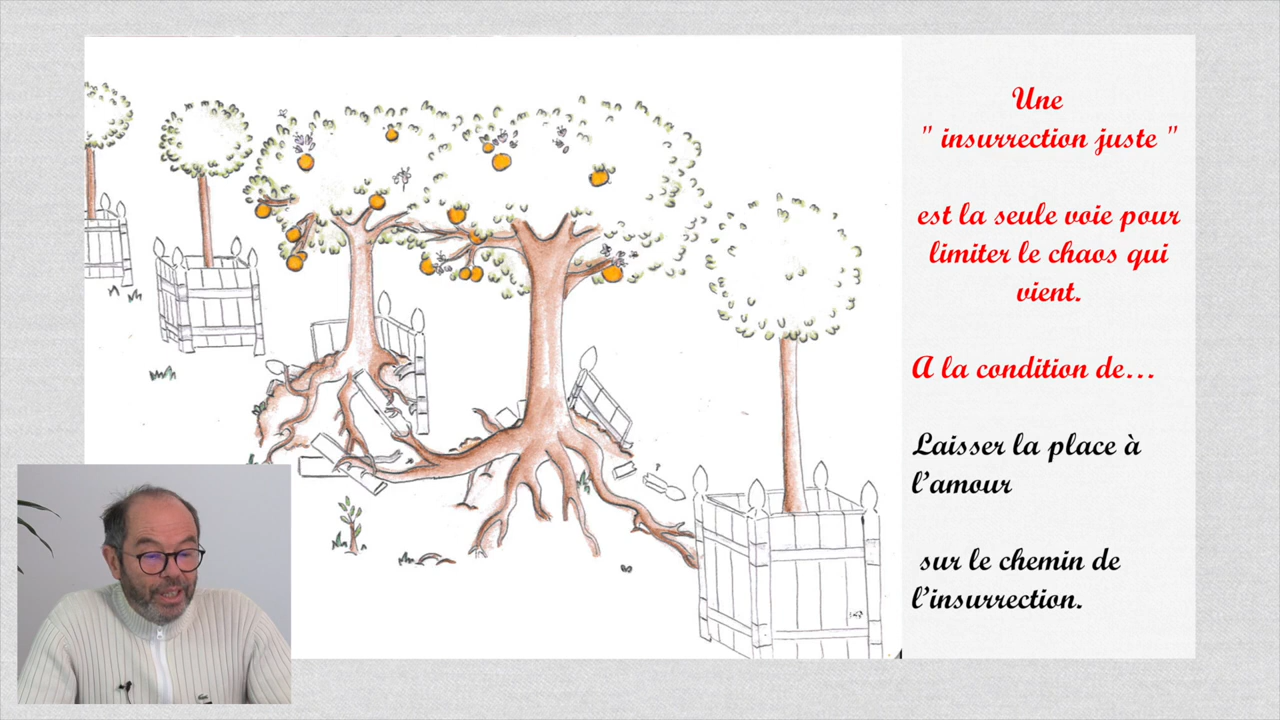 Une
" insurrection juste "
est la seule voie pour
limiter le chaos qui
vient.
A la condition de...
Laisser la place à
l'amour
sur le chemin de
l'insurrection.